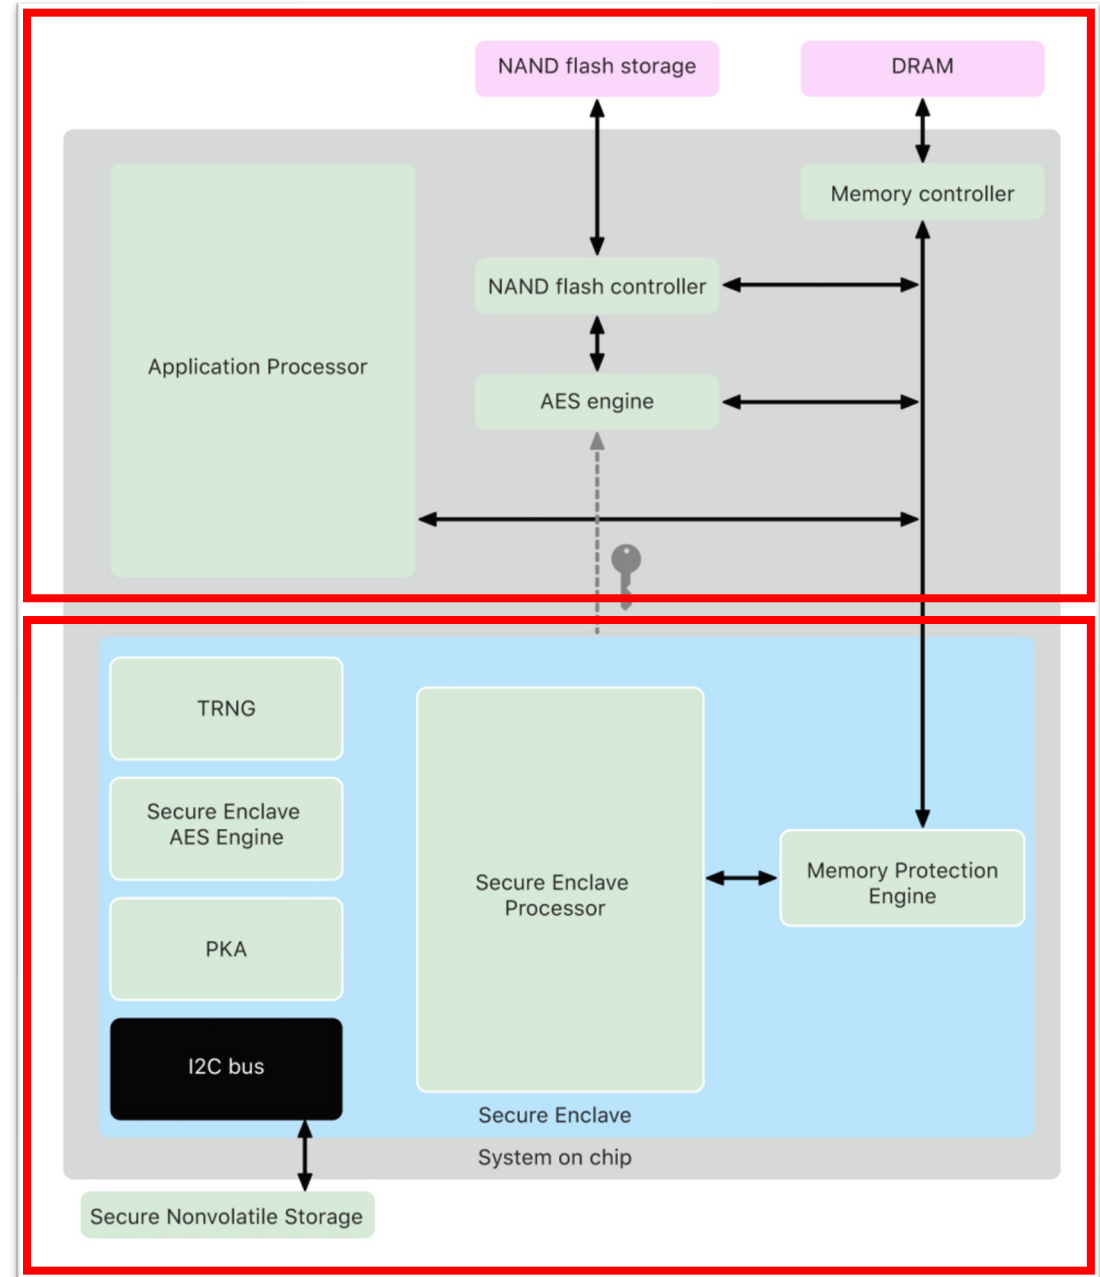 NAND flash storage
DRAM
Memory controller
NAND flash controller
Application Processor
AES engine
TRNG
Secure Enclave
AES Engine
PKA
I2C bus
Secure Enclave
Processor
Memory Protection
Engine
Secure Enclave
System on chip
Secure Nonvolatile Storage